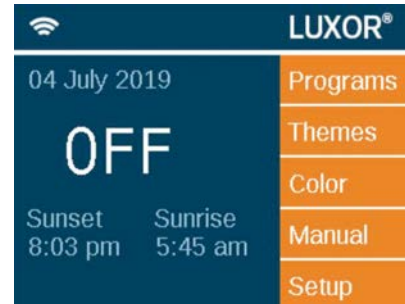 LUXOR®
04 July 2019
OFF
Sunset Sunrise
8:03 pm 5:45 am
Programs
Themes
Color
Manual
Setup